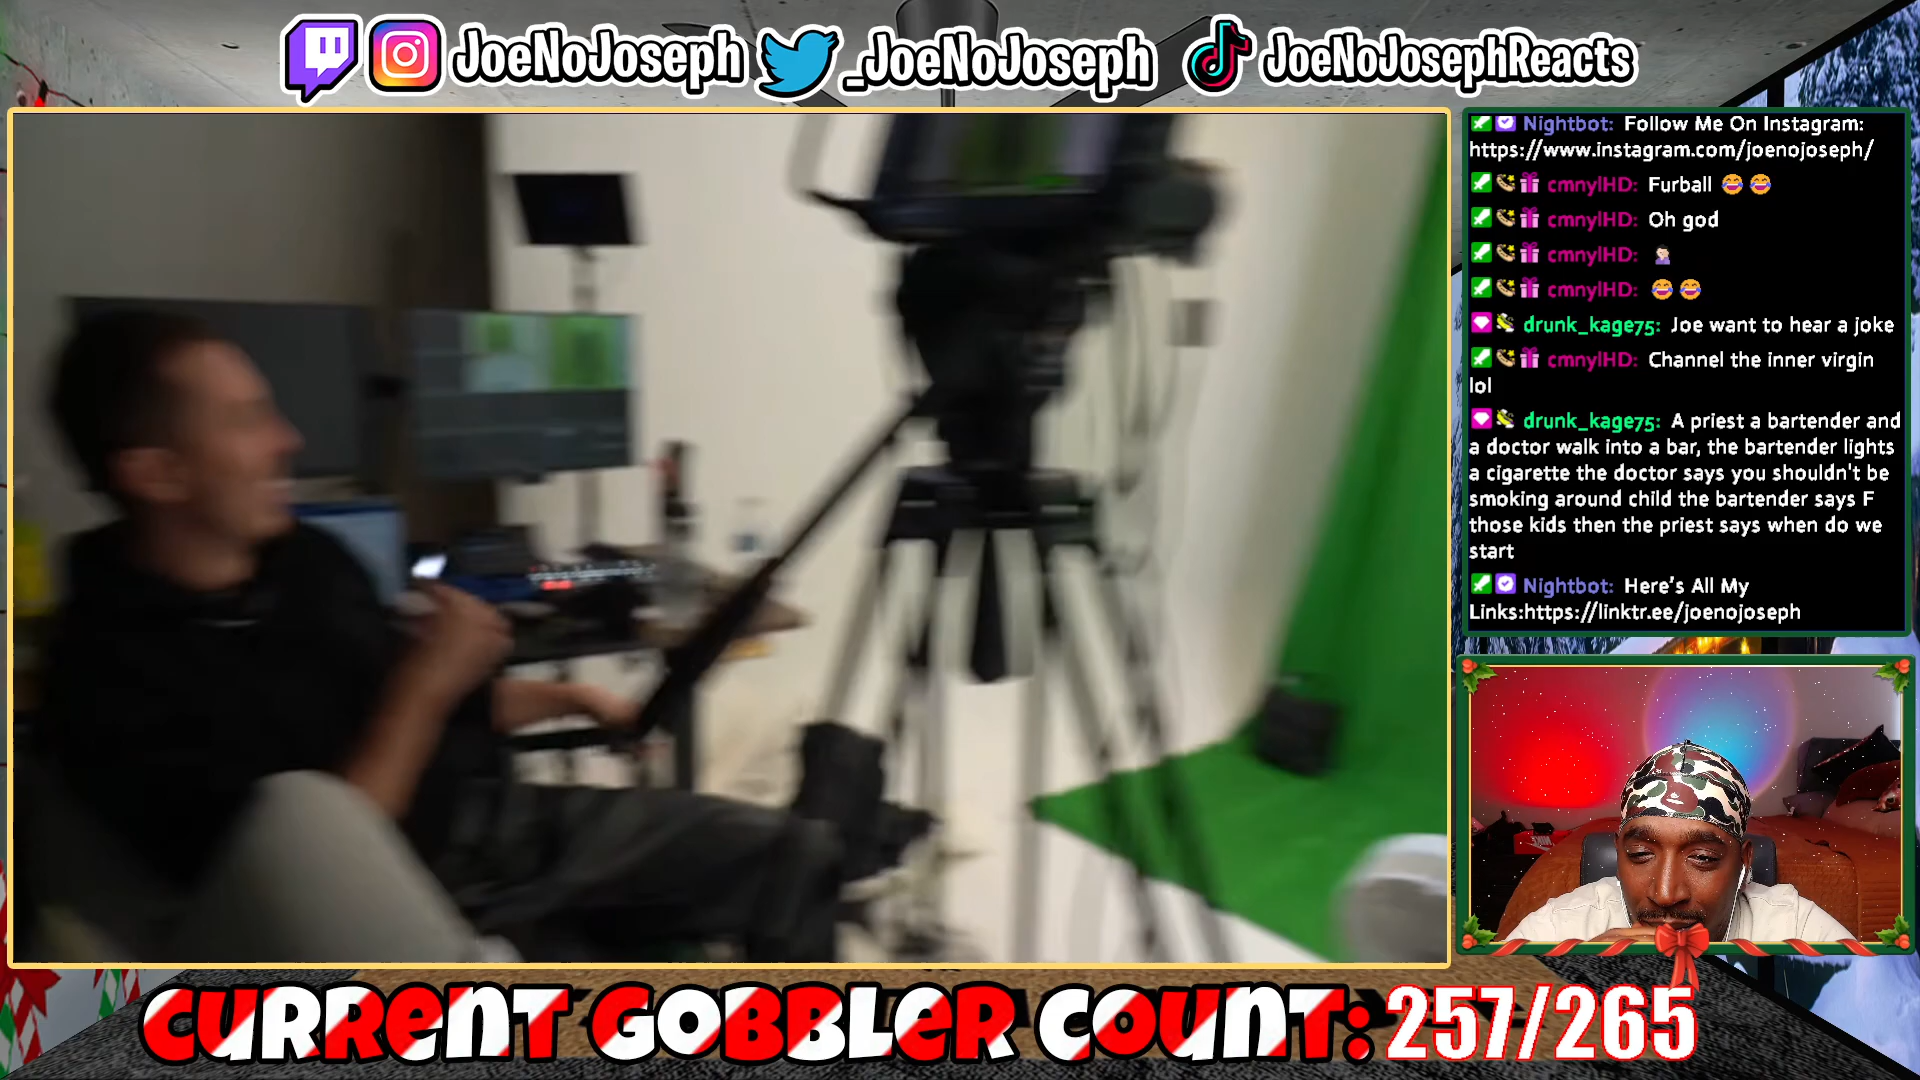 JoeNoJoseph _JoeNoJoseph JoeNoJosephReacts
Nightbot: Follow Me On Instagram:
https://www.instagram.com/joenojoseph/
cmnylHD: Furball 😂 😂
cmnylHD: Oh god
cmnylHD:
cmnylHD: 😂 😂
drunk_kage75: Joe want to hear a joke
cmnylHD: Channel the inner virgin
lol
drunk_kage75: A priest a bartender and
a doctor walk into a bar, the bartender lights
a cigarette the doctor says you shouldn't be
smoking around child the bartender says F
those kids then the priest says when do we
start
Nightbot: Here's All My
Links:https://linktr.ee/joenojoseph
CURRENT GOBBLER COUNT: 257/265